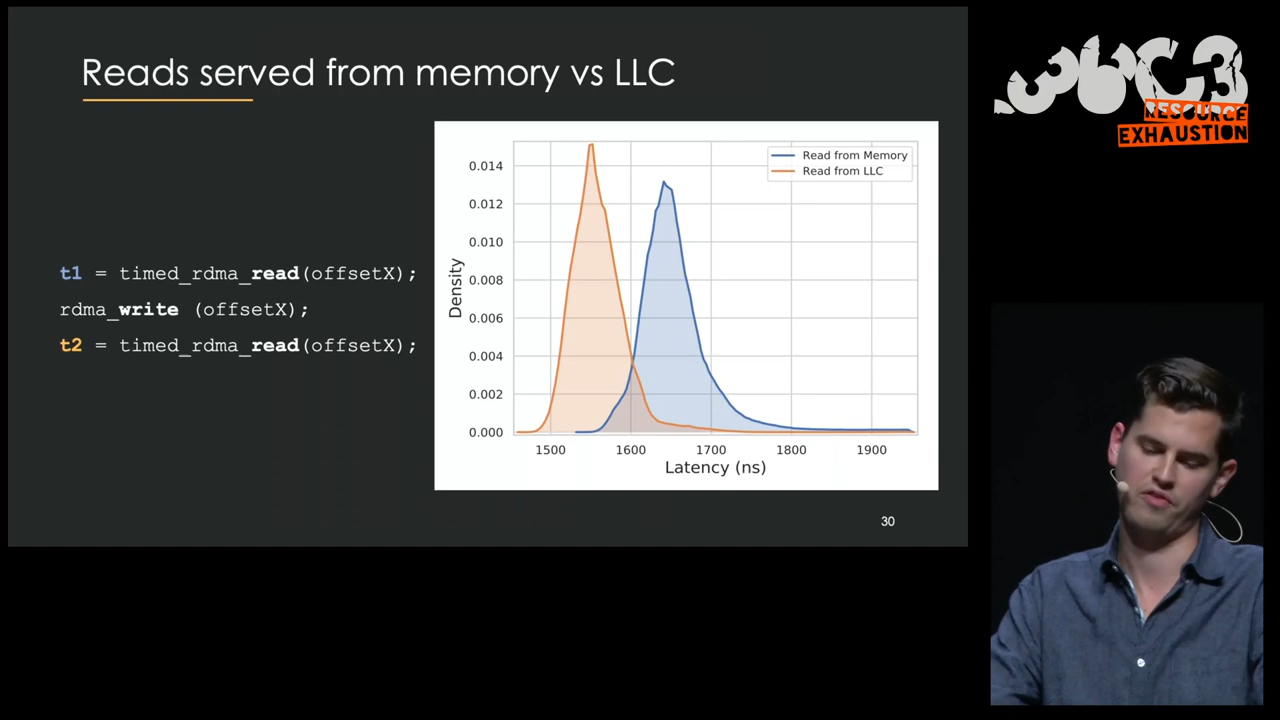 Reads served from memory vs LLC
t1 = timed_rdma_read(offsetX);
rdma_write (offsetX);
t2 = timed_rdma_read(offsetX);
Read from Memory
Read from LLC
0.014
0.012
0.010
0.008
0.006
0.004
0.002
0.000
Density
1500 1600 1700 1800 1900
Latency (ns)
30
36C3
RESOURCE
EXHAUSTION